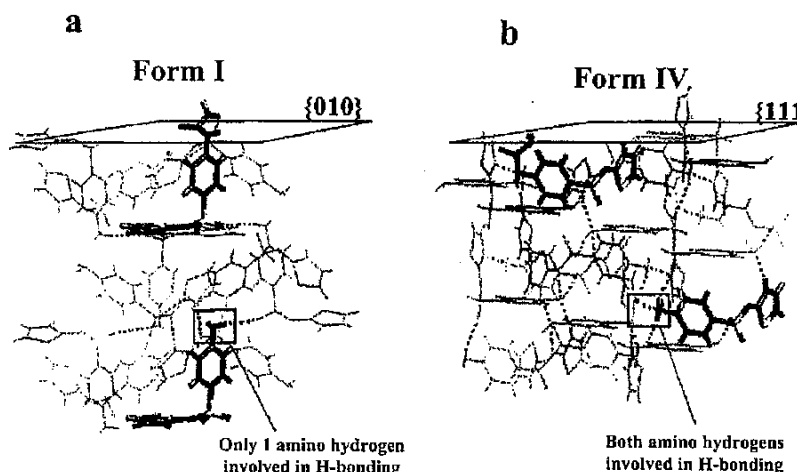 a
Form I
{010}
Only 1 amino hydrogen
involved in H-bonding
b
Form IV
{111
Both amino hydrogens
involved in H-bonding